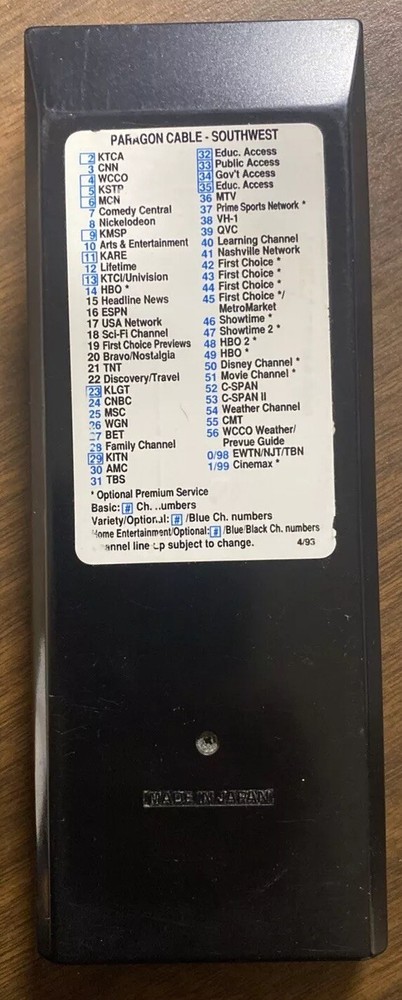 PARAGON CABLE - SOUTHWEST
2 KTCA
3 CNN
4 WCCO
5 KSTP
6 MCN
7 Comedy Central
8 Nickelodeon
9 KMSP
10 Arts & Entertainment
11 KARE
12 Lifetime
13 KTCI/Univision
14 HBO *
15 Headline News
16 ESPN
17 USA Network
18 Sci-Fi Channel
19 First Choice Previews
20 Bravo/Nostalgia
21 TNT
22 Discovery/Travel
23 KLGT
24 CNBC
25 MSC
26 WGN
27 BET
28 Family Channel
29 KITN
30 AMC
31 TBS
32 Educ. Access
33 Public Access
34 Gov't Access
35 Educ. Access
36 MTV
37 Prime Sports Network *
38 VH-1
39 QVC
40 Learning Channel
41 Nashville Network
42 First Choice *
43 First Choice *
44 First Choice *
45 First Choice */
MetroMarket
46 Showtime *
47 Showtime 2 *
48 HBO 2 *
49 HBO *
50 Disney Channel *
51 Movie Channel *
52 C-SPAN
53 C-SPAN II
54 Weather Channel
55 CMT
56 WCCO Weather/
Prevue Guide
0/98 EWTN/NJT/TBN
1/99 Cinemax *
* Optional Premium Service
Basic: # Ch. numbers
Variety/Optional: # /Blue Ch. numbers
Home Entertainment/Optional: # /Blue/Black Ch. numbers
Channel line up subject to change. 4/93
MADE IN JAPAN